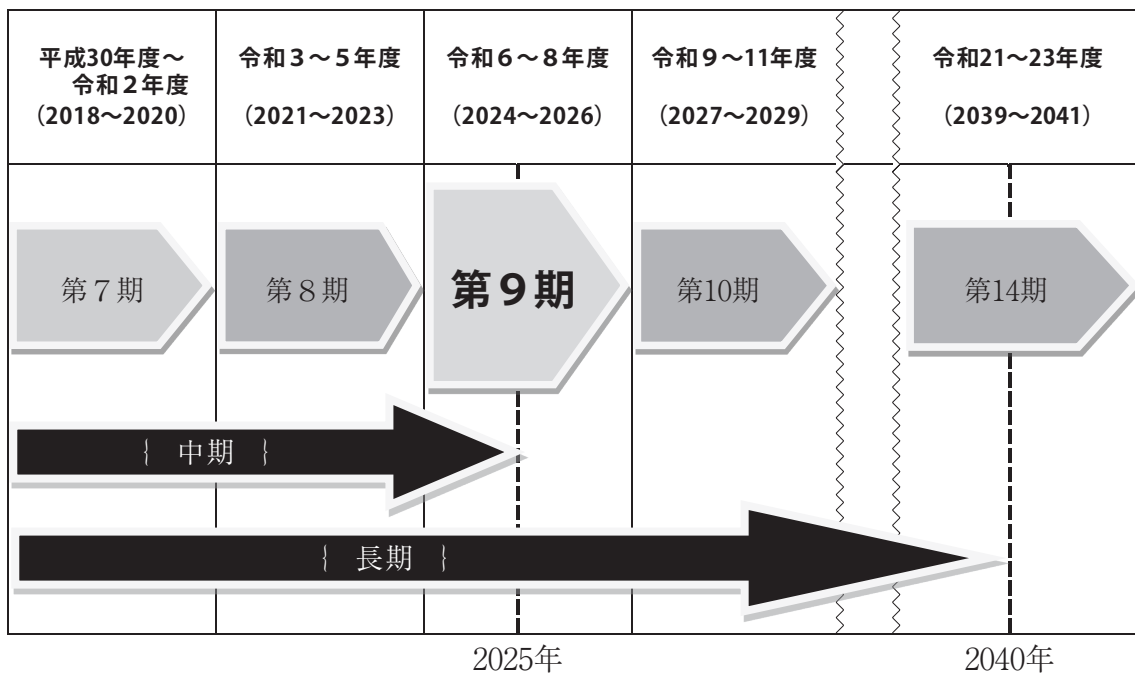 平成30年度～
令和２年度
（2018～2020）
令和３～５年度
（2021～2023）
令和６～８年度
（2024～2026）
令和９～11年度
（2027～2029）
令和21～23年度
（2039～2041）
第７期
第８期
第９期
第10期
第14期
｛ 中期 ｝
｛ 長期 ｝
2025年
2040年